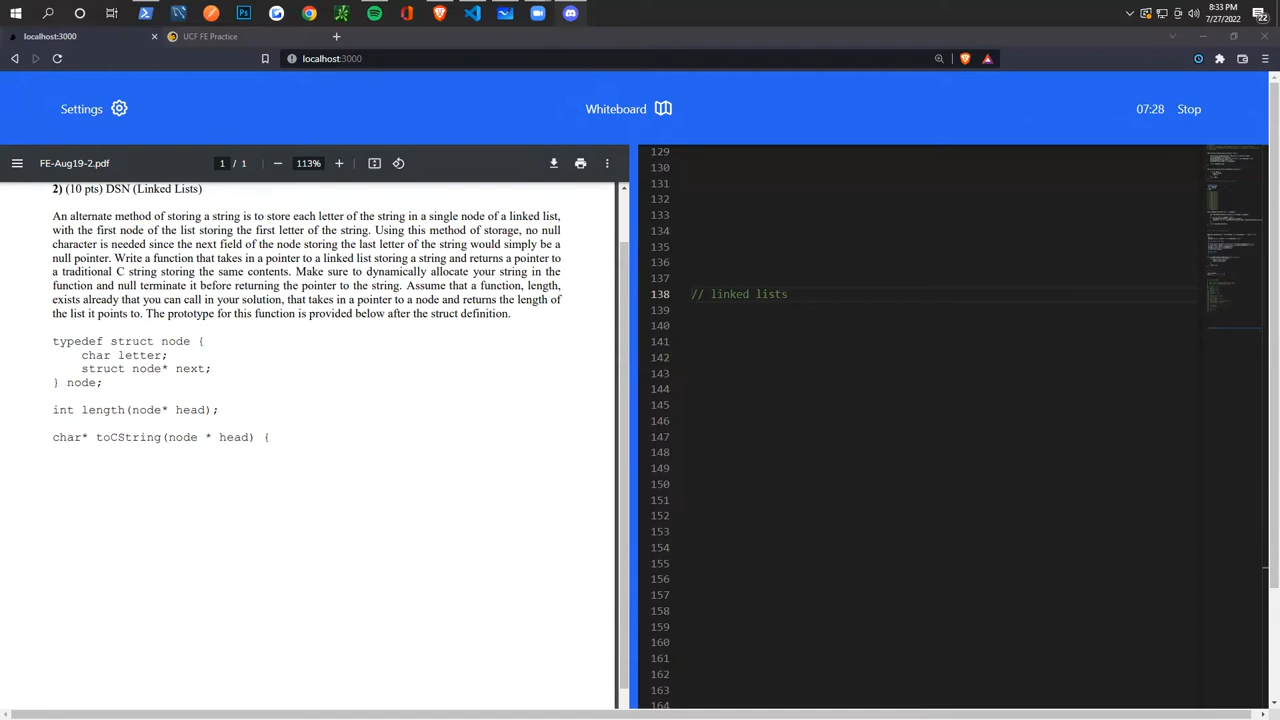 8:33 PM
7/27/2022
22
localhost:3000
UCF FE Practice
localhost:3000
Settings
Whiteboard
07:28 Stop
FE-Aug19-2.pdf
1 / 1
113%
2) (10 pts) DSN (Linked Lists)
An alternate method of storing a string is to store each letter of the string in a single node of a linked list,
with the first node of the list storing the first letter of the string. Using this method of storage, no null
character is needed since the next field of the node storing the last letter of the string would simply be a
null pointer. Write a function that takes in a pointer to a linked list storing a string and returns a pointer to
a traditional C string storing the same contents. Make sure to dynamically allocate your string in the
function and null terminate it before returning the pointer to the string. Assume that a function, length,
exists already that you can call in your solution, that takes in a pointer to a node and returns the length of
the list it points to. The prototype for this function is provided below after the struct definition.
typedef struct node {
char letter;
struct node* next;
} node;
int length(node* head);
char* toCString(node * head) {
129
130
131
132
133
134
135
136
137
138 // linked lists
139
140
141
142
143
144
145
146
147
148
149
150
151
152
153
154
155
156
157
158
159
160
161
162
163
164